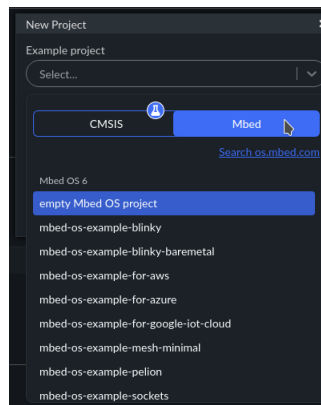 New Project
Example project
Select...
CMSIS
Mbed
Search os.mbed.com
Mbed OS 6
empty Mbed OS project
mbed-os-example-blinky
mbed-os-example-blinky-baremetal
mbed-os-example-for-aws
mbed-os-example-for-azure
mbed-os-example-for-google-iot-cloud
mbed-os-example-mesh-minimal
mbed-os-example-pelion
mbed-os-example-sockets